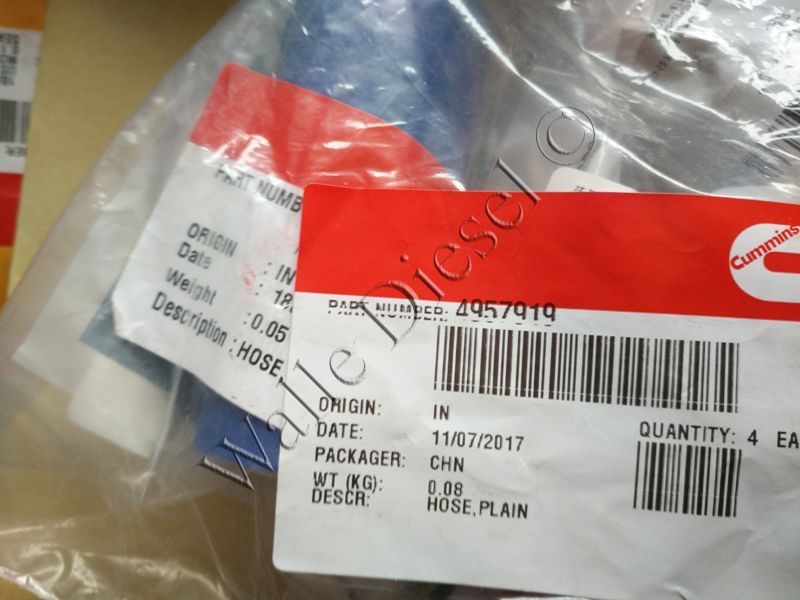 Cummins
PART NUMBER: 4957919
ORIGIN: IN
DATE: 11/07/2017
PACKAGER: CHN
WT (KG): 0.08
DESCR: HOSE,PLAIN
QUANTITY: 4 EA
PART NUMB
ORIGIN : IN
Date : 18
Weight :0.05
Description :HOSE,
Walle Diesel ©